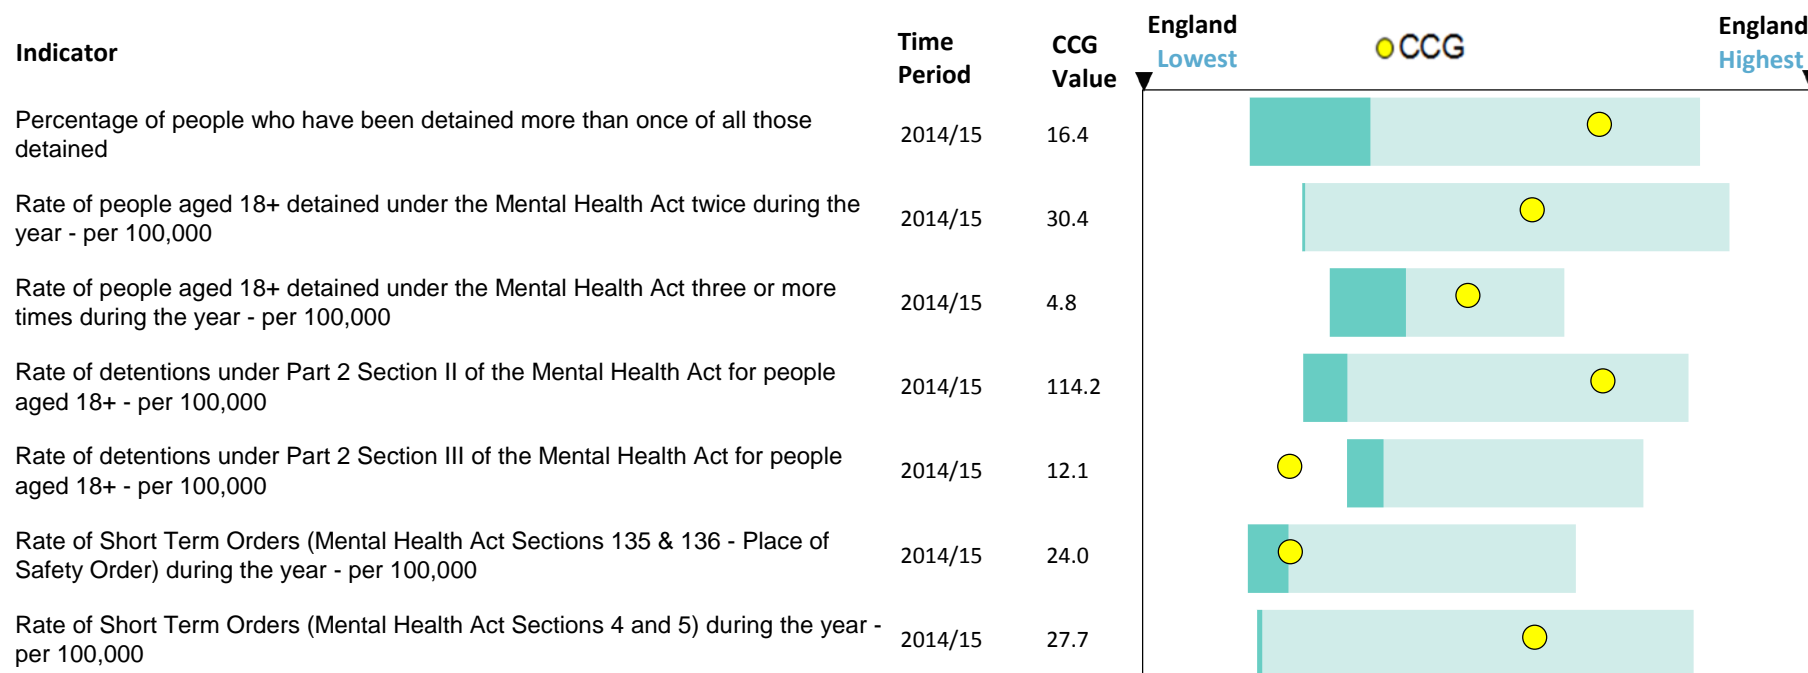 Indicator
Time
Period
CCG
Value
England
Lowest
CCG
England
Highest
Percentage of people who have been detained more than once of all those
detained
2014/15
16.4
Rate of people aged 18+ detained under the Mental Health Act twice during the
year - per 100,000
2014/15
30.4
Rate of people aged 18+ detained under the Mental Health Act three or more
times during the year - per 100,000
2014/15
4.8
Rate of detentions under Part 2 Section II of the Mental Health Act for people
aged 18+ - per 100,000
2014/15
114.2
Rate of detentions under Part 2 Section III of the Mental Health Act for people
aged 18+ - per 100,000
2014/15
12.1
Rate of Short Term Orders (Mental Health Act Sections 135 & 136 - Place of
Safety Order) during the year - per 100,000
2014/15
24.0
Rate of Short Term Orders (Mental Health Act Sections 4 and 5) during the year -
per 100,000
2014/15
27.7